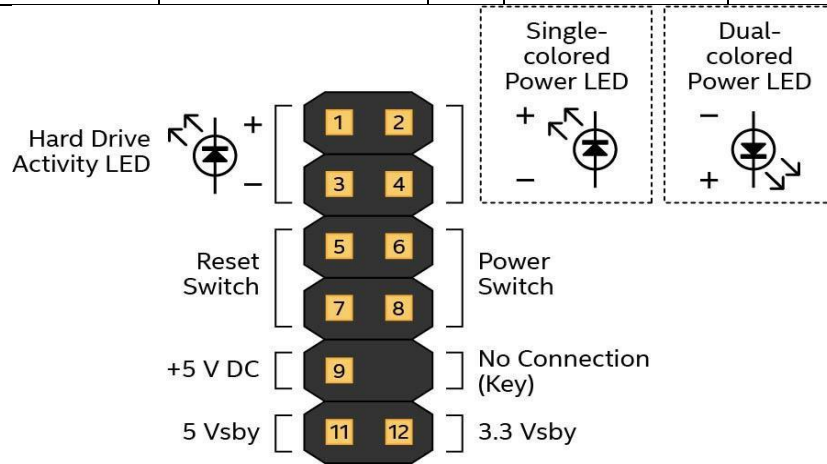 Single-
colored
Power LED
Dual-
colored
Power LED
Hard Drive
Activity LED
+
−
1 2
3 4
+
−
−
+
Reset
Switch
5 6
7 8
Power
Switch
+5 V DC
9
No Connection
(Key)
5 Vsby
11 12
3.3 Vsby